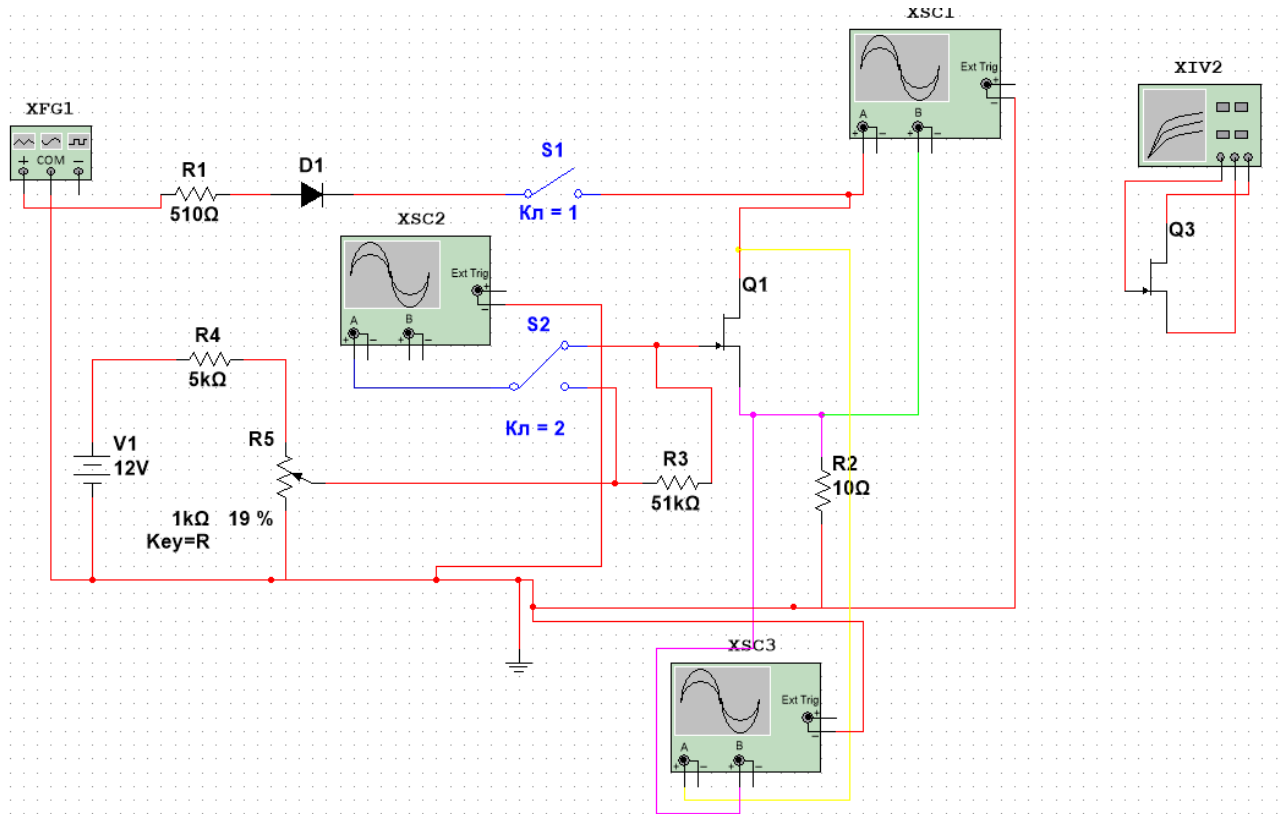 XSC1
Ext Trig
+
−
A
B
+ − + −
XIV2
XFG1
+ COM −
R1
510Ω
D1
S1
Кл = 1
XSC2
Ext Trig
+
−
A
B
+ − + −
Q3
Q1
S2
Кл = 2
R4
5kΩ
V1
12V
R5
1kΩ 19 %
Key=R
R3
51kΩ
R2
10Ω
XSC3
Ext Trig
+
−
A
B
+ − + −